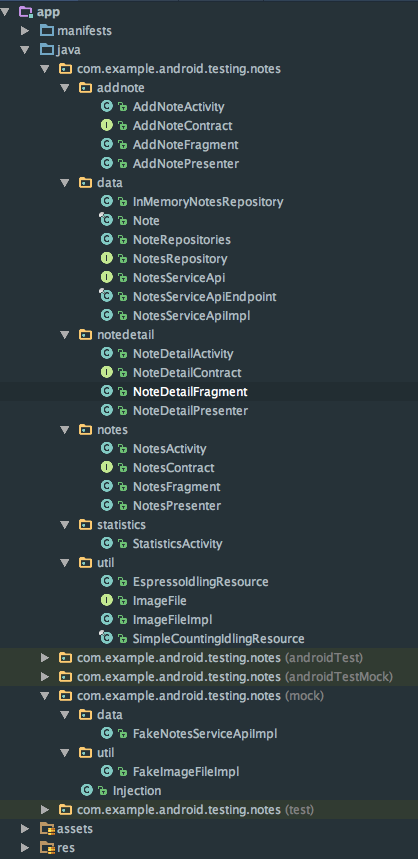 app
manifests
java
com.example.android.testing.notes
addnote
AddNoteActivity
AddNoteContract
AddNoteFragment
AddNotePresenter
data
InMemoryNotesRepository
Note
NoteRepositories
NotesRepository
NotesServiceApi
NotesServiceApiEndpoint
NotesServiceApiImpl
notedetail
NoteDetailActivity
NoteDetailContract
NoteDetailFragment
NoteDetailPresenter
notes
NotesActivity
NotesContract
NotesFragment
NotesPresenter
statistics
StatisticsActivity
util
EspressoIdlingResource
ImageFile
ImageFileImpl
SimpleCountingIdlingResource
com.example.android.testing.notes (androidTest)
com.example.android.testing.notes (androidTestMock)
com.example.android.testing.notes (mock)
data
FakeNotesServiceApiImpl
util
FakeImageFileImpl
Injection
com.example.android.testing.notes (test)
assets
res